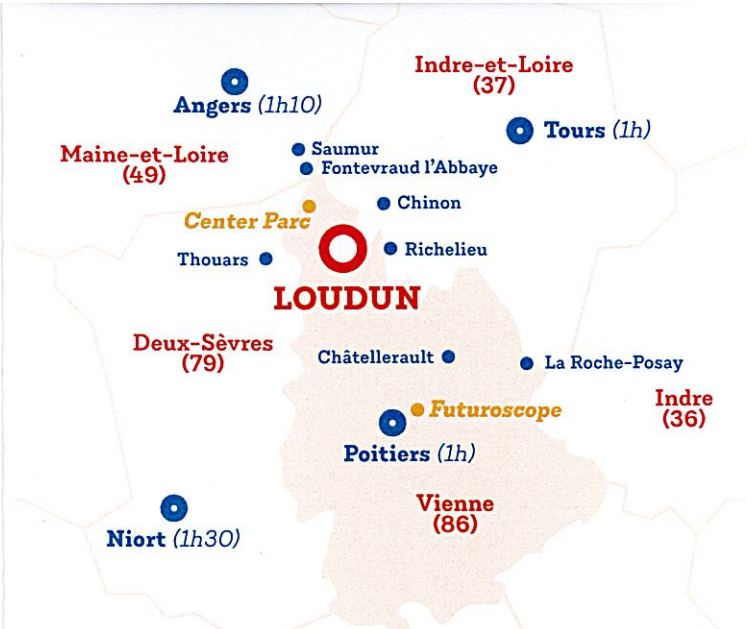 Indre-et-Loire
(37)
Angers (1h10)
Tours (1h)
Maine-et-Loire
(49)
Saumur
Fontevraud l'Abbaye
Chinon
Center Parc
Richelieu
Thouars
LOUDUN
Deux-Sèvres
(79)
Châtellerault
La Roche-Posay
Indre
(36)
Futuroscope
Poitiers (1h)
Vienne
(86)
Niort (1h30)